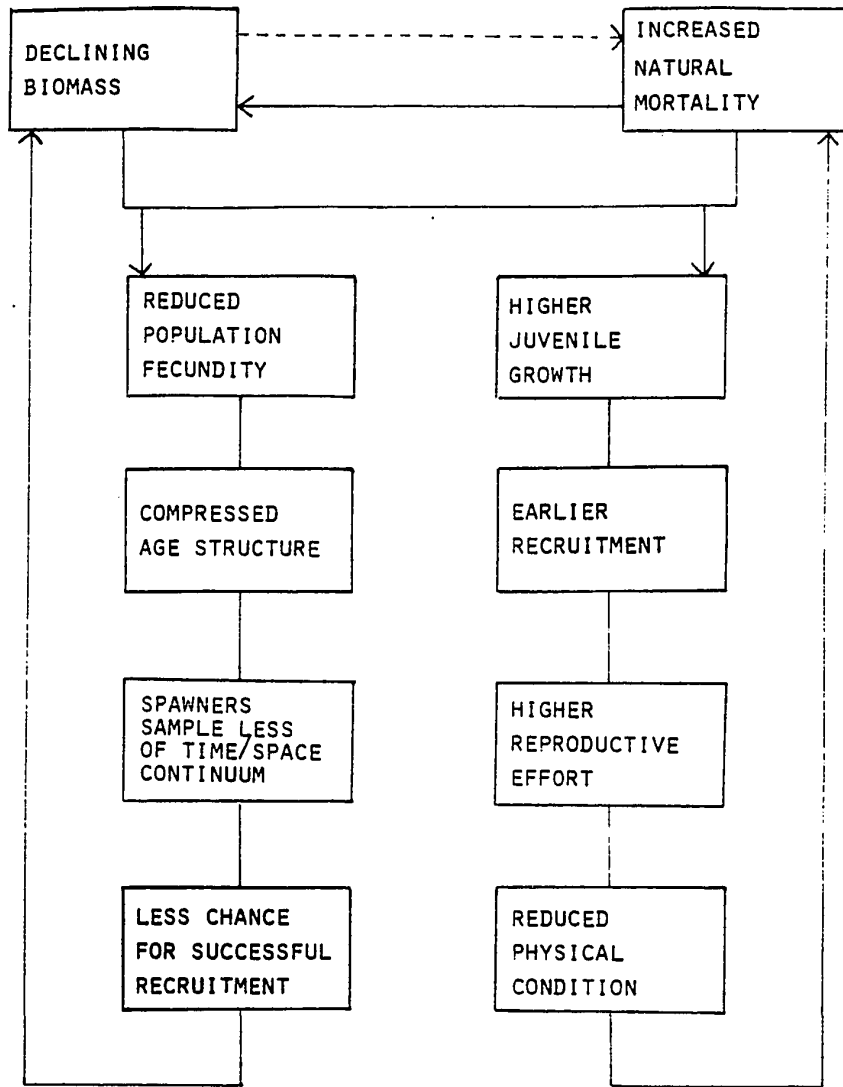 DECLINING
BIOMASS
INCREASED
NATURAL
MORTALITY
REDUCED
POPULATION
FECUNDITY
HIGHER
JUVENILE
GROWTH
COMPRESSED
AGE STRUCTURE
EARLIER
RECRUITMENT
SPAWNERS
SAMPLE LESS
OF TIME/SPACE
CONTINUUM
HIGHER
REPRODUCTIVE
EFFORT
LESS CHANCE
FOR SUCCESSFUL
RECRUITMENT
REDUCED
PHYSICAL
CONDITION